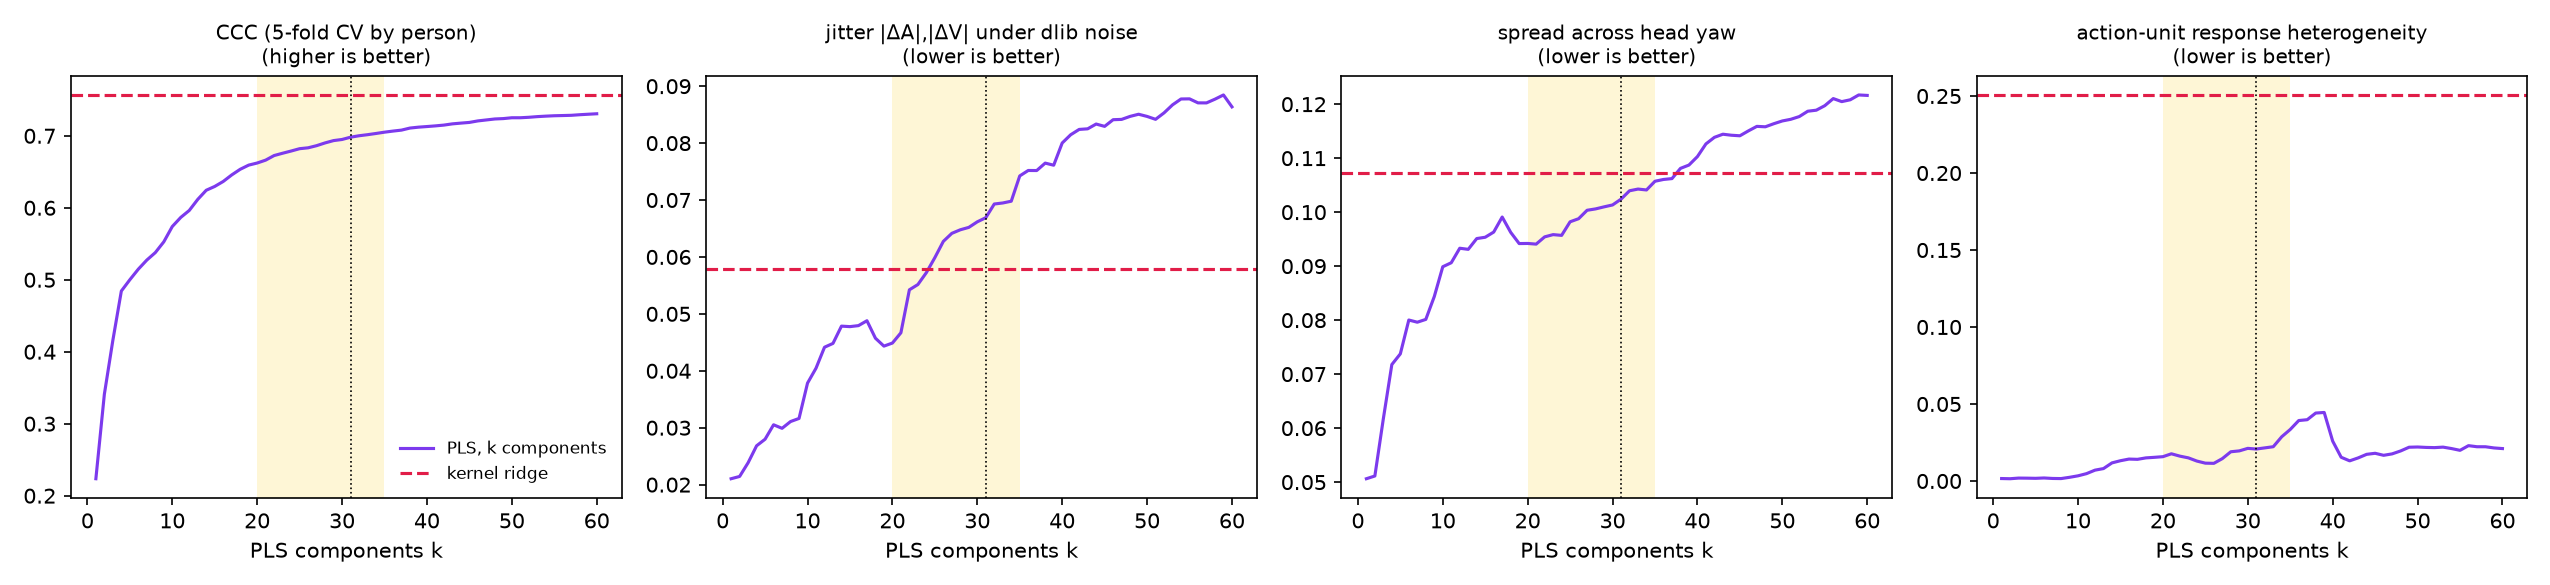 CCC (5-fold CV by person)
(higher is better)
0.7
0.6
0.5
0.4
0.3
0.2
0 10 20 30 40 50 60
PLS components k
PLS, k components
kernel ridge
jitter |ΔA|,|ΔV| under dlib noise
(lower is better)
0.09
0.08
0.07
0.06
0.05
0.04
0.03
0.02
0 10 20 30 40 50 60
PLS components k
spread across head yaw
(lower is better)
0.12
0.11
0.10
0.09
0.08
0.07
0.06
0.05
0 10 20 30 40 50 60
PLS components k
action-unit response heterogeneity
(lower is better)
0.25
0.20
0.15
0.10
0.05
0.00
0 10 20 30 40 50 60
PLS components k